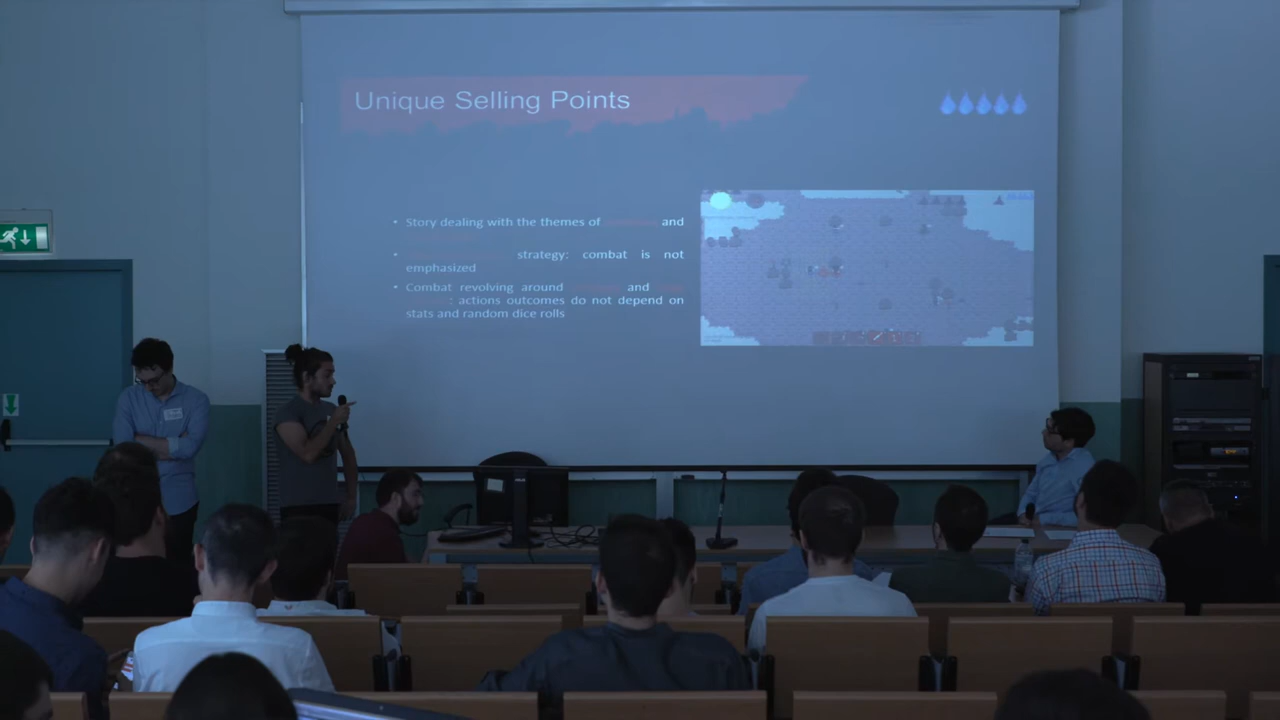 Unique Selling Points
• Story dealing with the themes of and
• strategy: combat is not
emphasized
• Combat revolving around and
: actions outcomes do not depend on
stats and random dice rolls